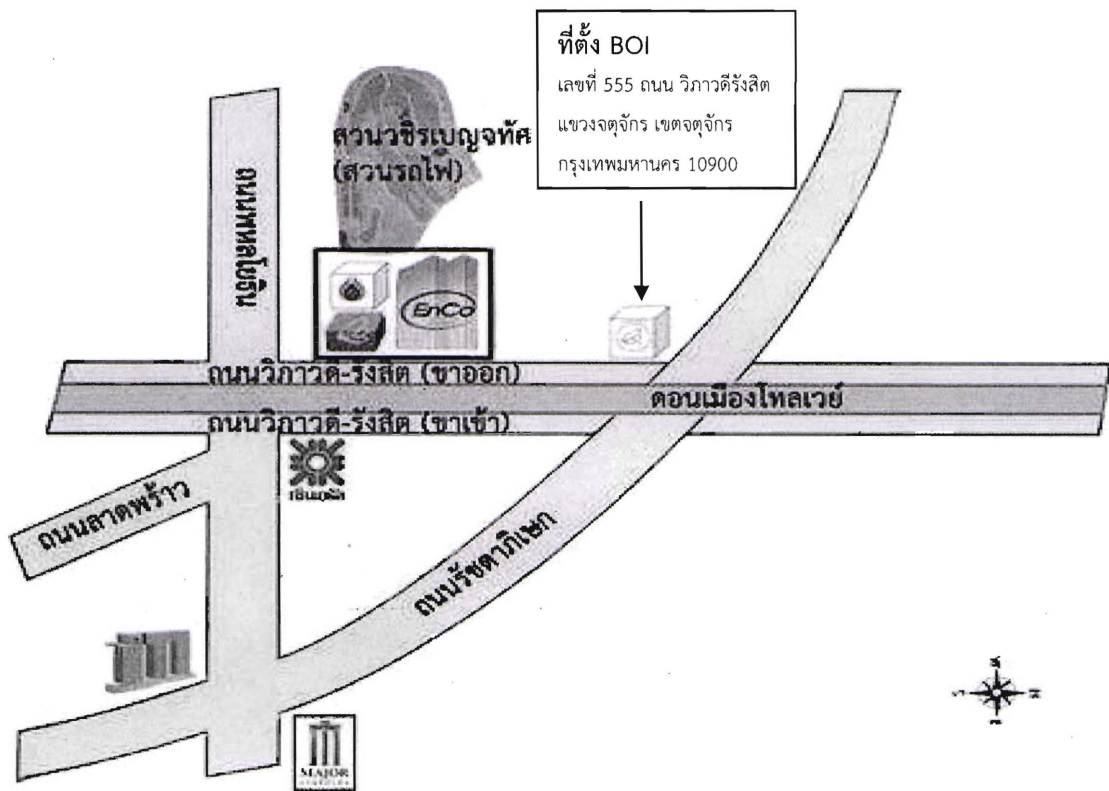 ที่ตั้ง BOI
เลขที่ 555 ถนน วิภาวดีรังสิต
แขวงจตุจักร เขตจตุจักร
กรุงเทพมหานคร 10900
สวนวชิรเบญจทัศ
(สวนรถไฟ)
ถนนพหลโยธิน
EnCo
ถนนวิภาวดี-รังสิต (ขาออก)
ดอนเมืองโทลเวย์
ถนนวิภาวดี-รังสิต (ขาเข้า)
เซ็นทรัล
ถนนลาดพร้าว
ถนนรัชดาภิเษก
MAJOR